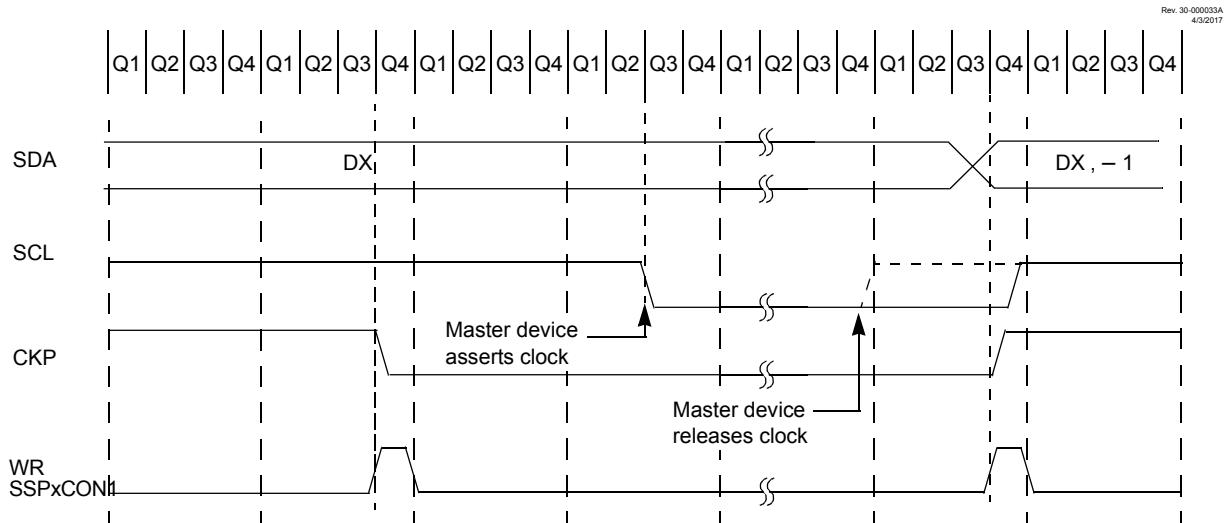 Rev. 30-000033A
4/3/2017
Q1 Q2 Q3 Q4 Q1 Q2 Q3 Q4 Q1 Q2 Q3 Q4 Q1 Q2 Q3 Q4 Q1 Q2 Q3 Q4 Q1 Q2 Q3 Q4 Q1 Q2 Q3 Q4
SDA
DX
DX , – 1
SCL
Master device
asserts clock
CKP
Master device
releases clock
WR
SSPxCON1